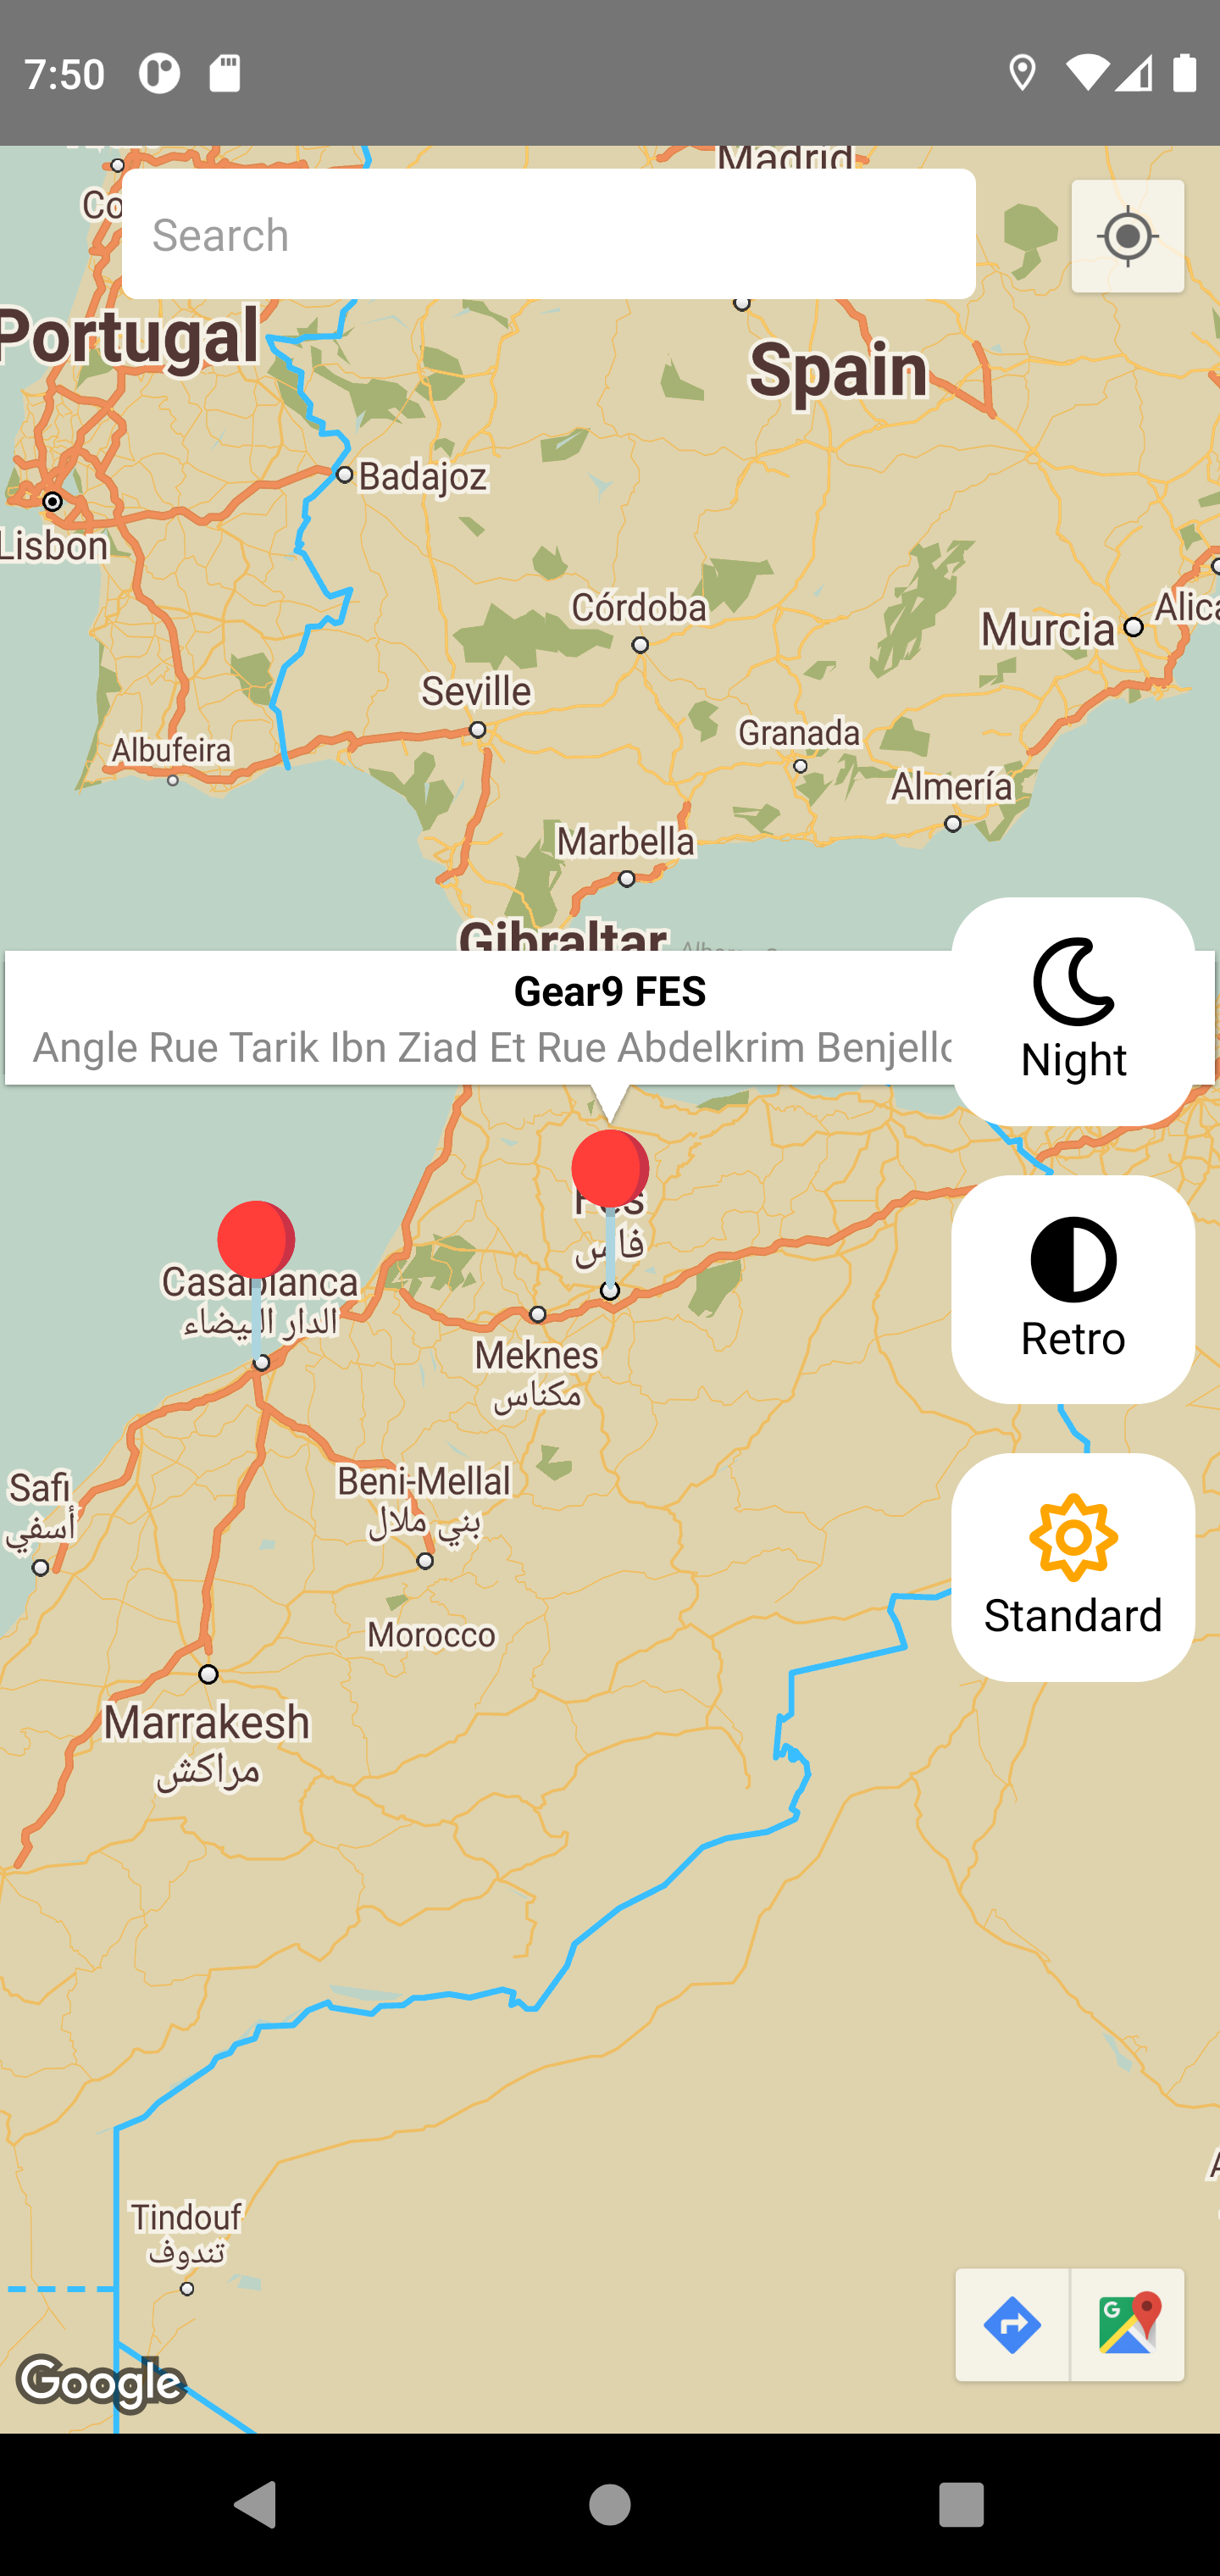 7:50
Madrid
Search
Portugal
Spain
Badajoz
Lisbon
Córdoba
Murcia
Seville
Granada
Albufeira
Almería
Marbella
Gibraltar
Gear9 FES
Angle Rue Tarik Ibn Ziad Et Rue Abdelkrim
Night
Fes
فاس
Casablanca
الدار البيضاء
Retro
Meknes
مكناس
Safi
أسفي
Beni-Mellal
بني ملال
Standard
Morocco
Marrakesh
مراكش
Tindouf
تندوف
G
Google